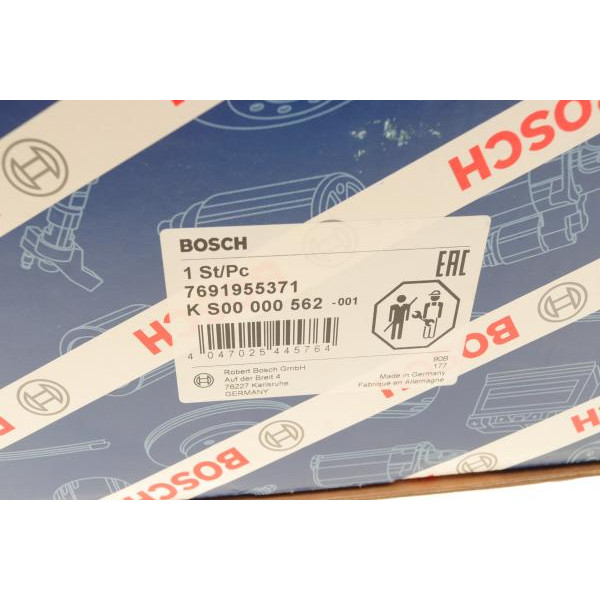 BOSCH
BOSCH
BOSCH
1 St/Pc
7691955371
K S00 000 562 -001
EAC
4 047025 445764
Robert Bosch GmbH
Auf der Breit 4
76227 Karlsruhe
GERMANY
90B
177
Made in Germany
Fabriqué en Allemagne
BOSCH
BOSCH